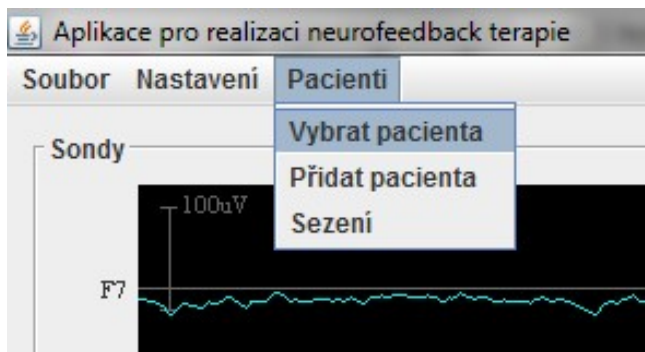 Aplikace pro realizaci neurofeedback terapie
Soubor Nastavení Pacienti
Vybrat pacienta
Přidat pacienta
Sezení
Sondy
100uV
F7